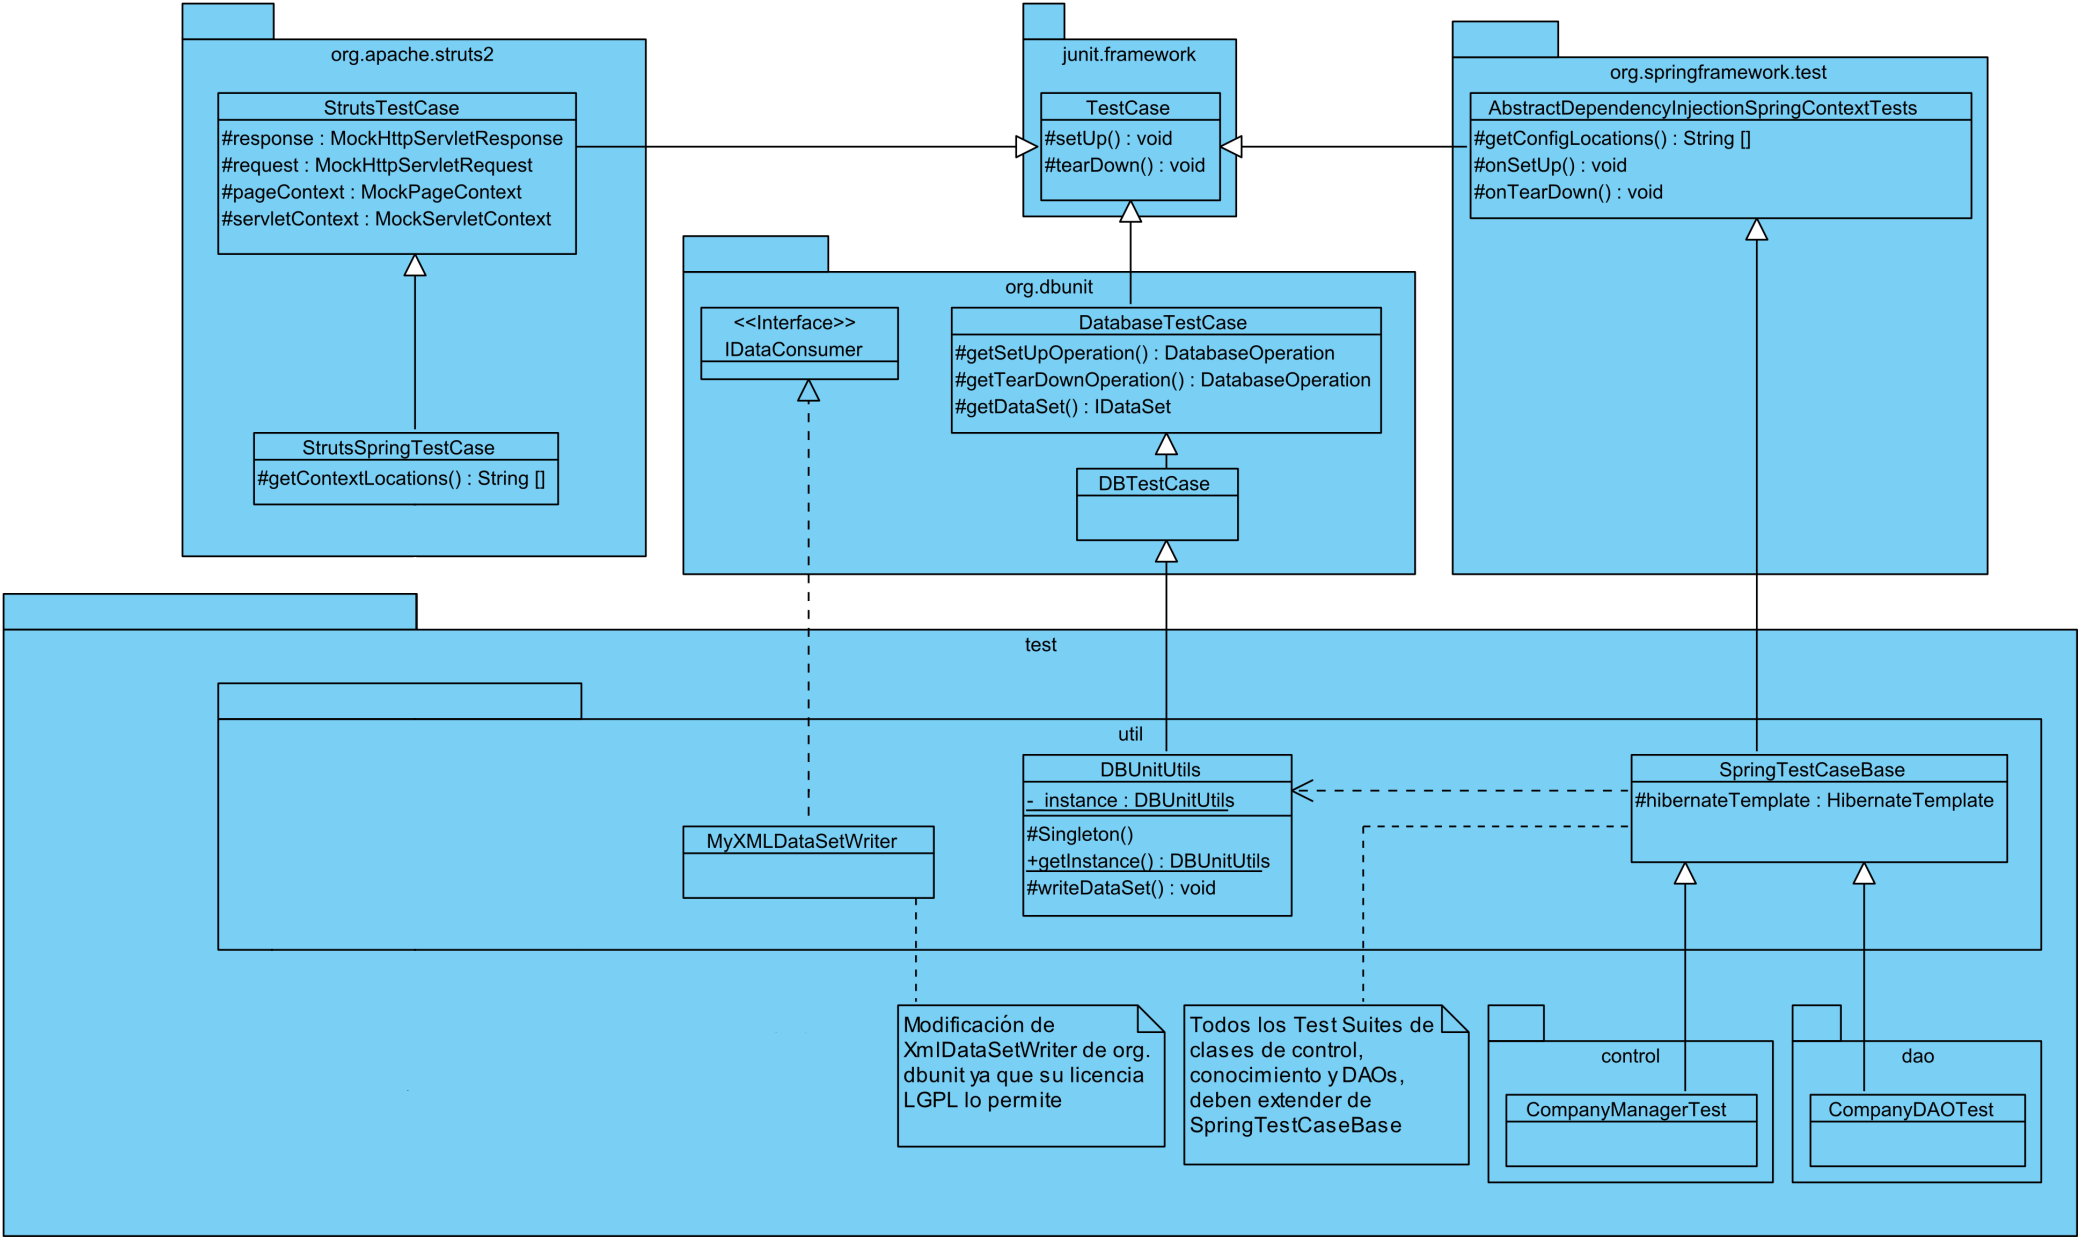 org.apache.struts2
StrutsTestCase
#response : MockHttpServletResponse
#request : MockHttpServletRequest
#pageContext : MockPageContext
#servletContext : MockServletContext
StrutsSpringTestCase
#getContextLocations() : String []
junit.framework
TestCase
#setUp() : void
#tearDown() : void
org.springframework.test
AbstractDependencyInjectionSpringContextTests
#getConfigLocations() : String []
#onSetUp() : void
#onTearDown() : void
org.dbunit
<<Interface>>
IDataConsumer
DatabaseTestCase
#getSetUpOperation() : DatabaseOperation
#getTearDownOperation() : DatabaseOperation
#getDataSet() : IDataSet
DBTestCase
test
util
MyXMLDataSetWriter
DBUnitUtils
-_instance : DBUnitUtils
#Singleton()
+getInstance() : DBUnitUtils
#writeDataSet() : void
SpringTestCaseBase
#hibernateTemplate : HibernateTemplate
Modificación de
XmlDataSetWriter de org.
dbunit ya que su licencia
LGPL lo permite
Todos los Test Suites de
clases de control,
conocimiento y DAOs,
deben extender de
SpringTestCaseBase
control
CompanyManagerTest
dao
CompanyDAOTest